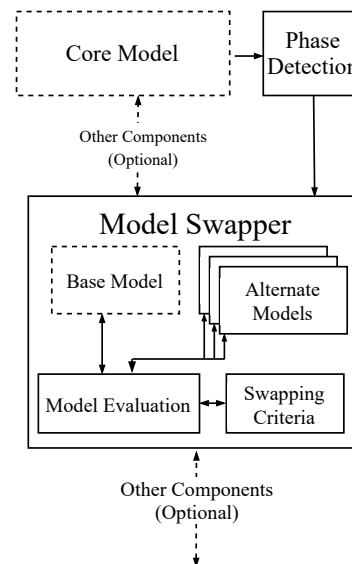 Core Model
Phase
Detection
Other Components
(Optional)
Model Swapper
Base Model
Alternate
Models
Model Evaluation
Swapping
Criteria
Other Components
(Optional)